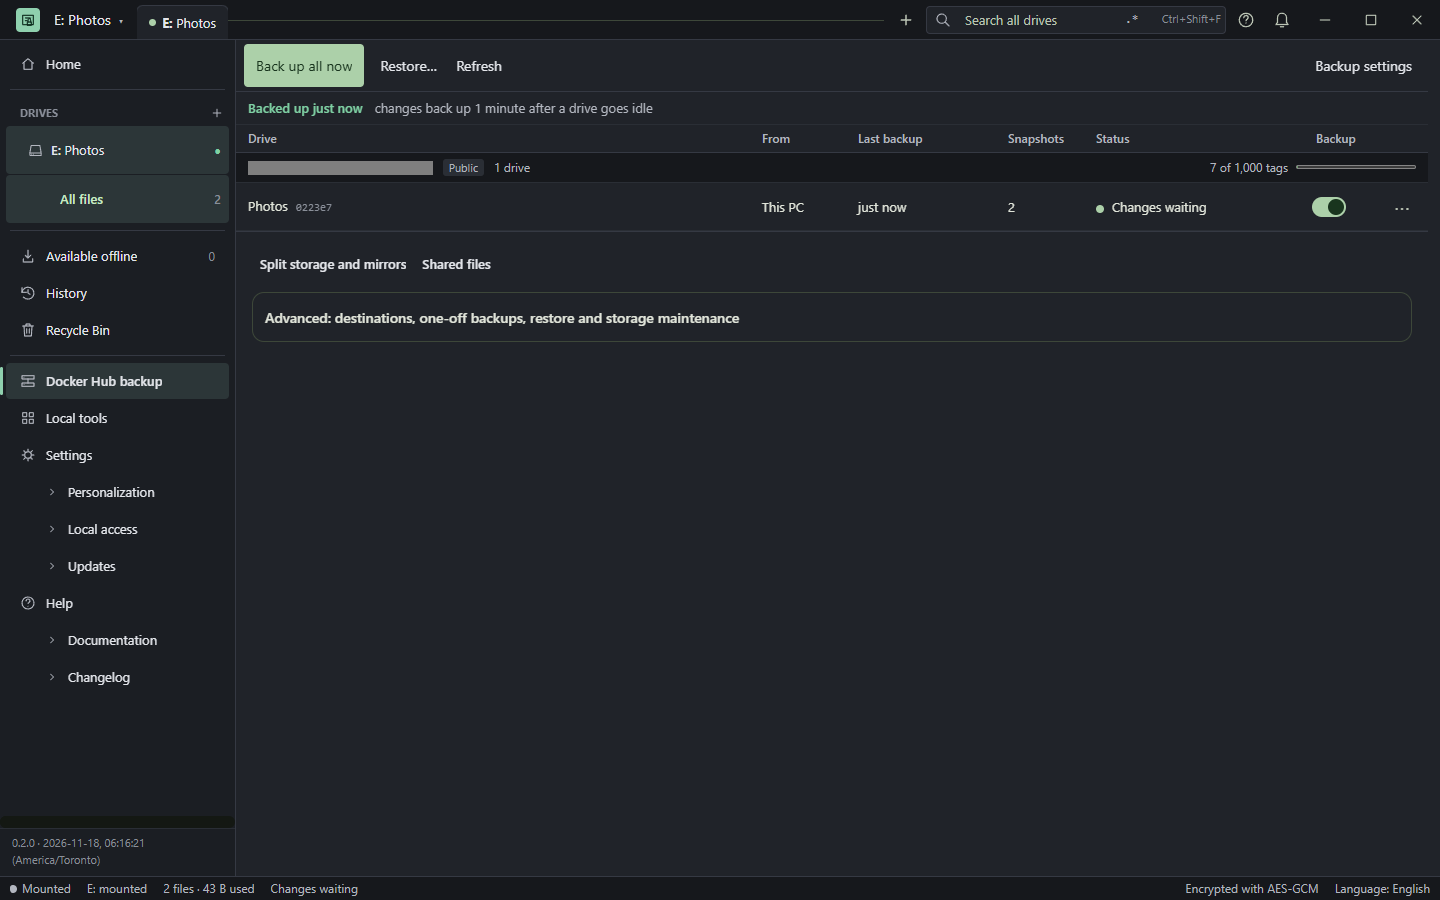 E: Photos
E: Photos
Search all drives
.*
Ctrl+Shift+F
Home
DRIVES
E: Photos
All files 2
Available offline 0
History
Recycle Bin
Docker Hub backup
Local tools
Settings
Personalization
Local access
Updates
Help
Documentation
Changelog
0.2.0 · 2026-11-18, 06:16:21
(America/Toronto)
Back up all now Restore... Refresh Backup settings
Backed up just now changes back up 1 minute after a drive goes idle
Drive From Last backup Snapshots Status Backup
Public 1 drive 7 of 1,000 tags
Photos 0223e7 This PC just now 2 Changes waiting ...
Split storage and mirrors Shared files
Advanced: destinations, one-off backups, restore and storage maintenance
Mounted E: mounted 2 files · 43 B used Changes waiting Encrypted with AES-GCM Language: English